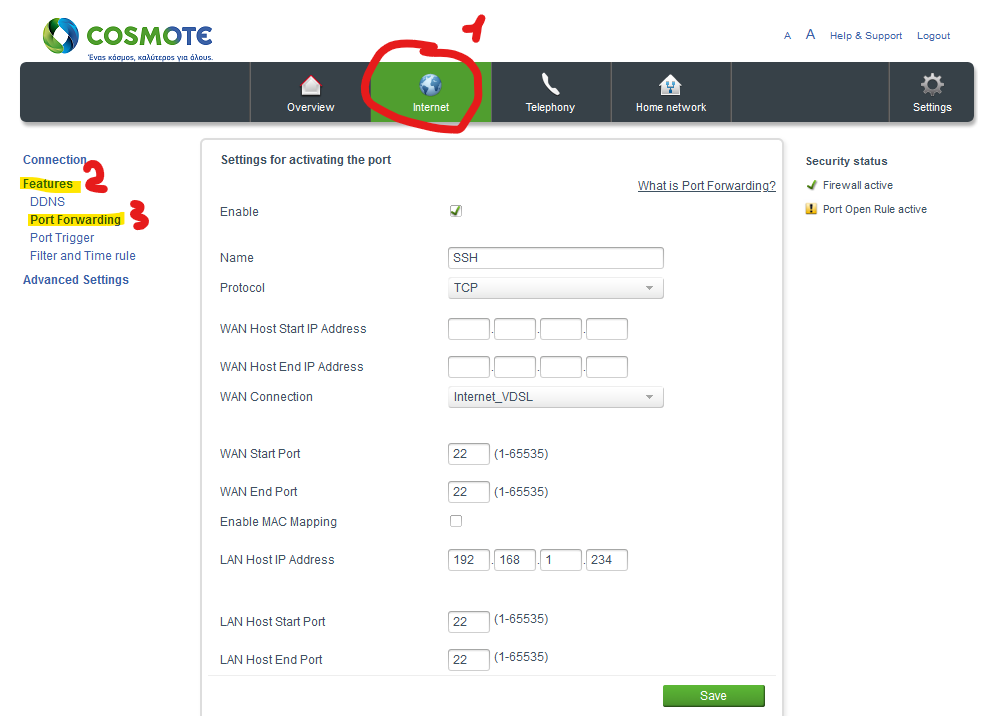 COSMOTE
Ένας κόσμος, καλύτερος για όλους.
1
A A Help & Support Logout
Overview
Internet
Telephony
Home network
Settings
Connection
Features 2
DDNS
Port Forwarding 3
Port Trigger
Filter and Time rule
Advanced Settings
Settings for activating the port
What is Port Forwarding?
Enable
Name SSH
Protocol TCP
WAN Host Start IP Address . . .
WAN Host End IP Address . . .
WAN Connection Internet_VDSL
WAN Start Port 22 (1-65535)
WAN End Port 22 (1-65535)
Enable MAC Mapping
LAN Host IP Address 192 . 168 . 1 . 234
LAN Host Start Port 22 (1-65535)
LAN Host End Port 22 (1-65535)
Save
Security status
Firewall active
Port Open Rule active